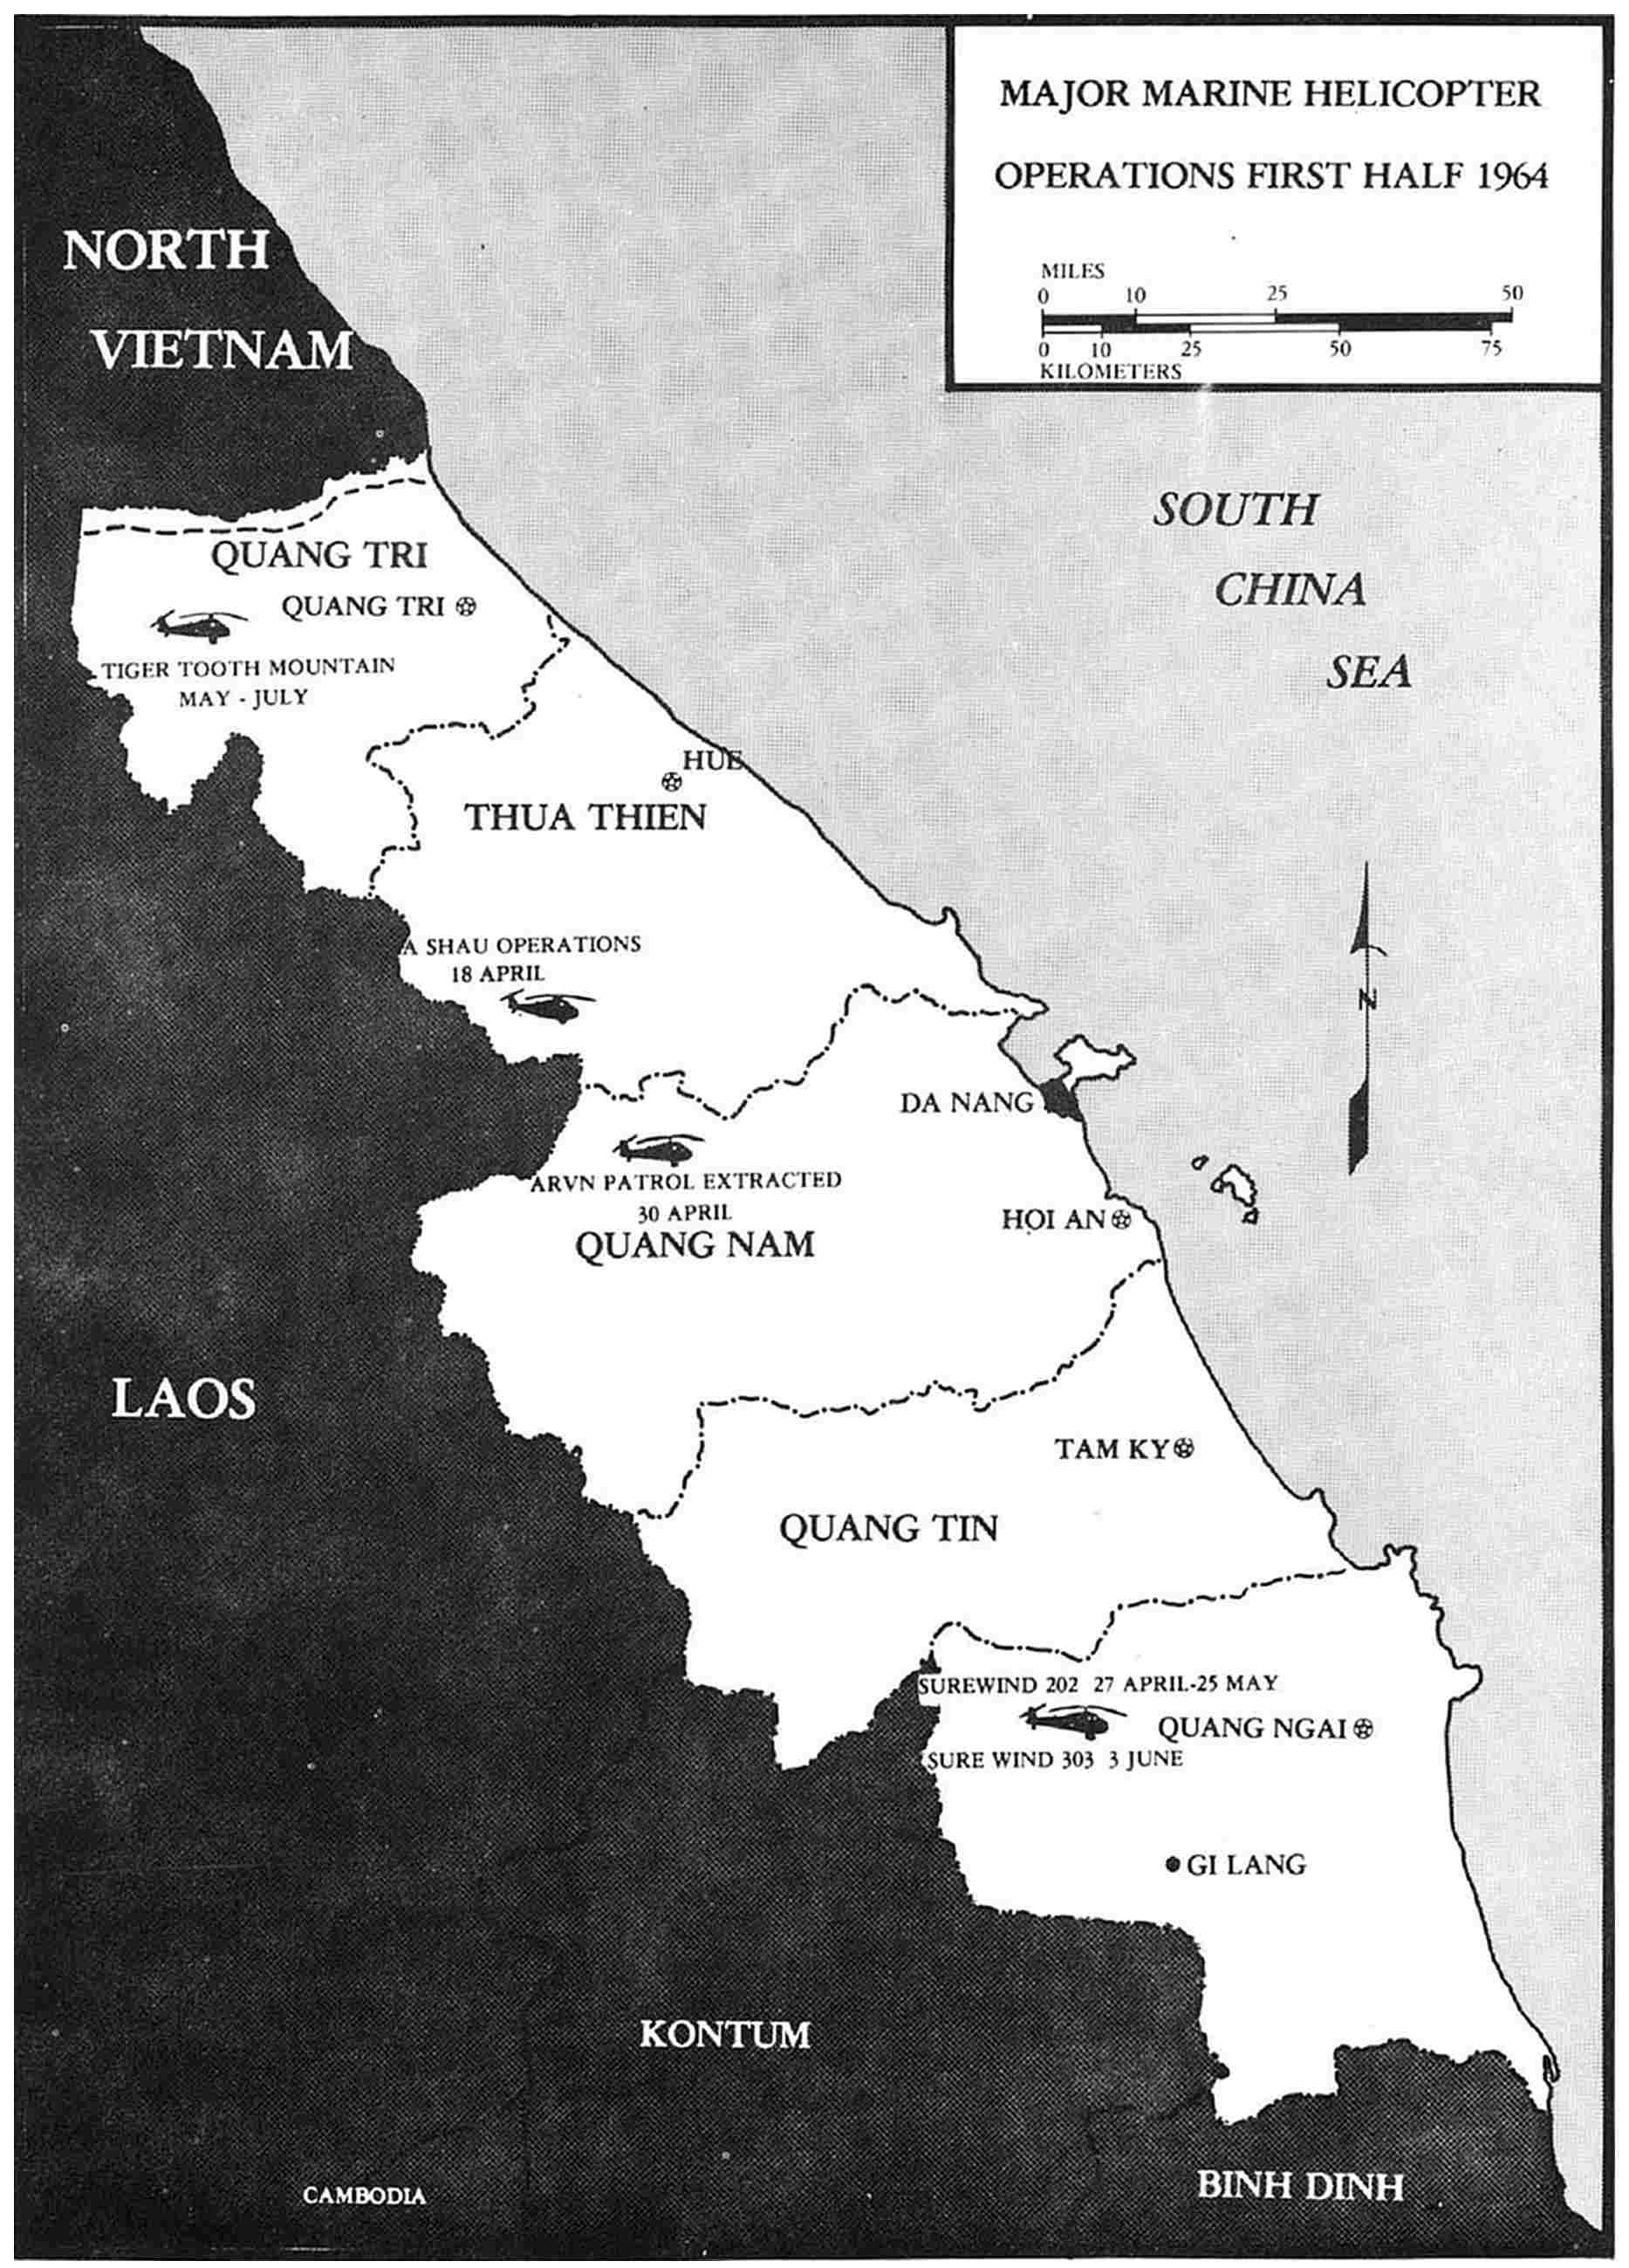 MAJOR MARINE HELICOPTER
OPERATIONS FIRST HALF 1964
MILES
0 10 25 50
0 10 25 50 75
KILOMETERS
NORTH
VIETNAM
SOUTH
CHINA
SEA
QUANG TRI
QUANG TRI
TIGER TOOTH MOUNTAIN
MAY - JULY
HUE
THUA THIEN
A SHAU OPERATIONS
18 APRIL
N
DA NANG
ARVN PATROL EXTRACTED
30 APRIL
HOI AN
QUANG NAM
LAOS
TAM KY
QUANG TIN
SUREWIND 202 27 APRIL-25 MAY
QUANG NGAI
SURE WIND 303 3 JUNE
GI LANG
KONTUM
BINH DINH
CAMBODIA